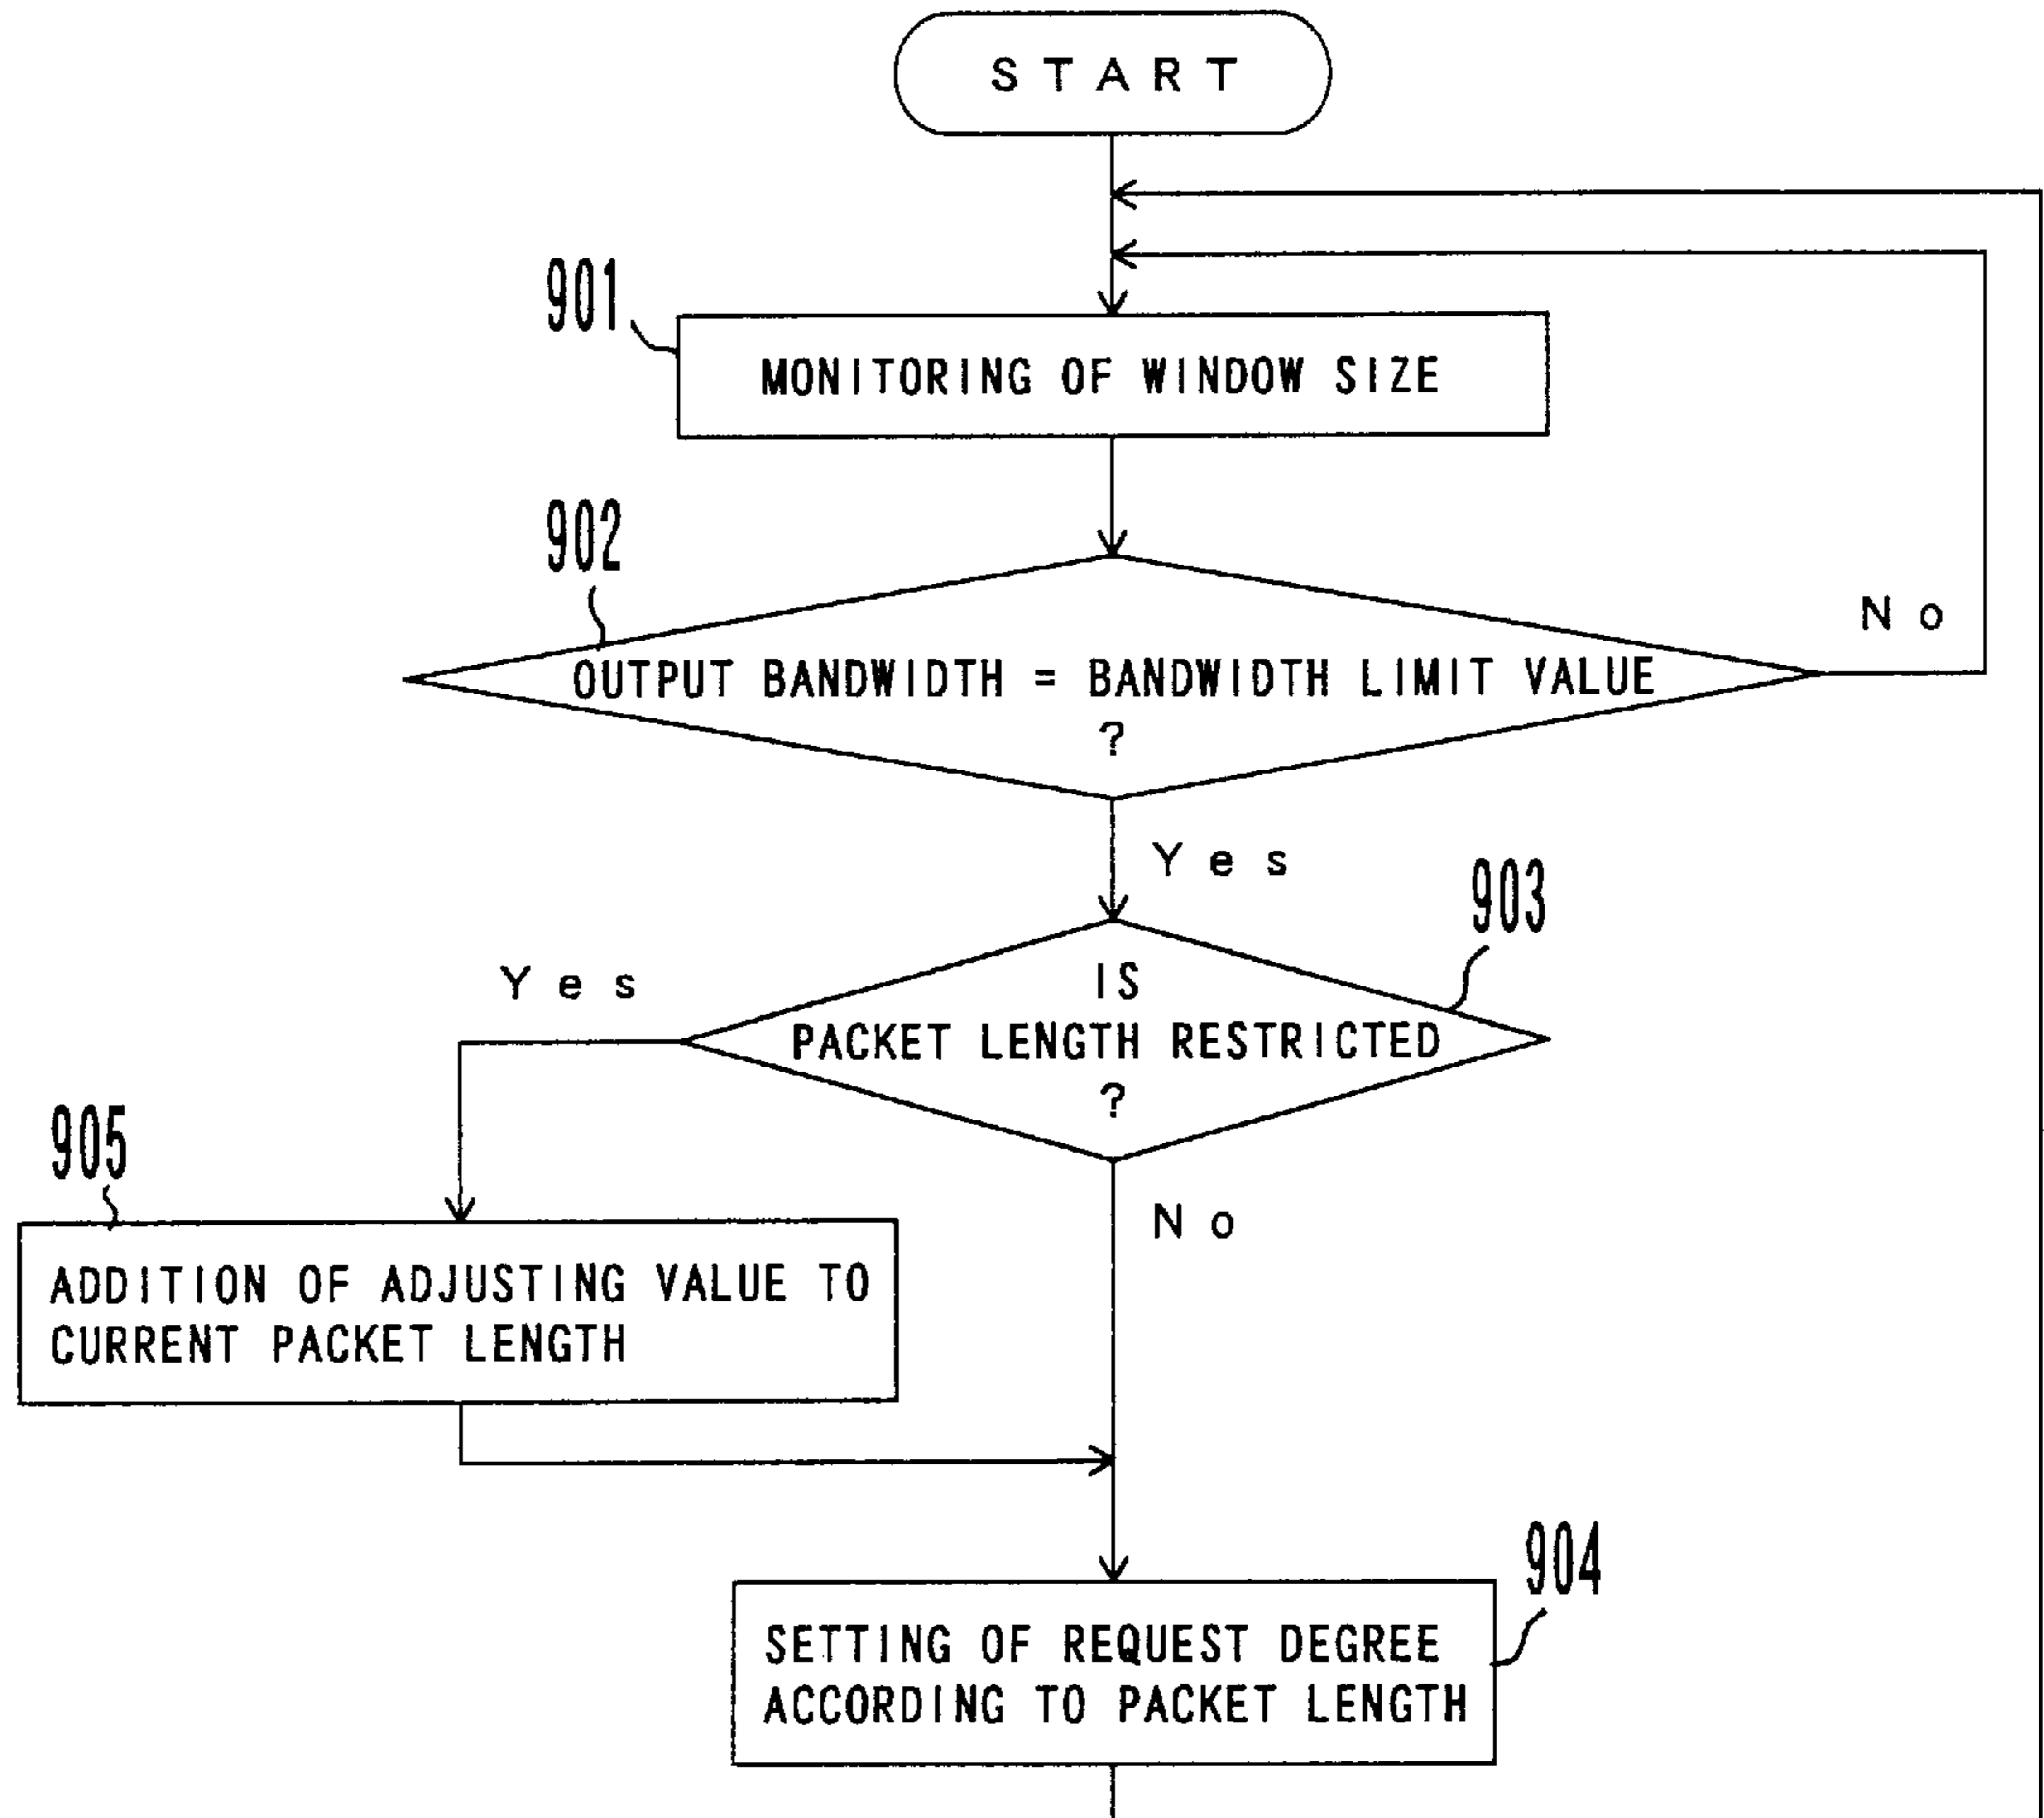 START
901
MONITORING OF WINDOW SIZE
902
No
OUTPUT BANDWIDTH = BANDWIDTH LIMIT VALUE
?
Yes
903
Yes
IS
PACKET LENGTH RESTRICTED
?
905
No
ADDITION OF ADJUSTING VALUE TO
CURRENT PACKET LENGTH
904
SETTING OF REQUEST DEGREE
ACCORDING TO PACKET LENGTH